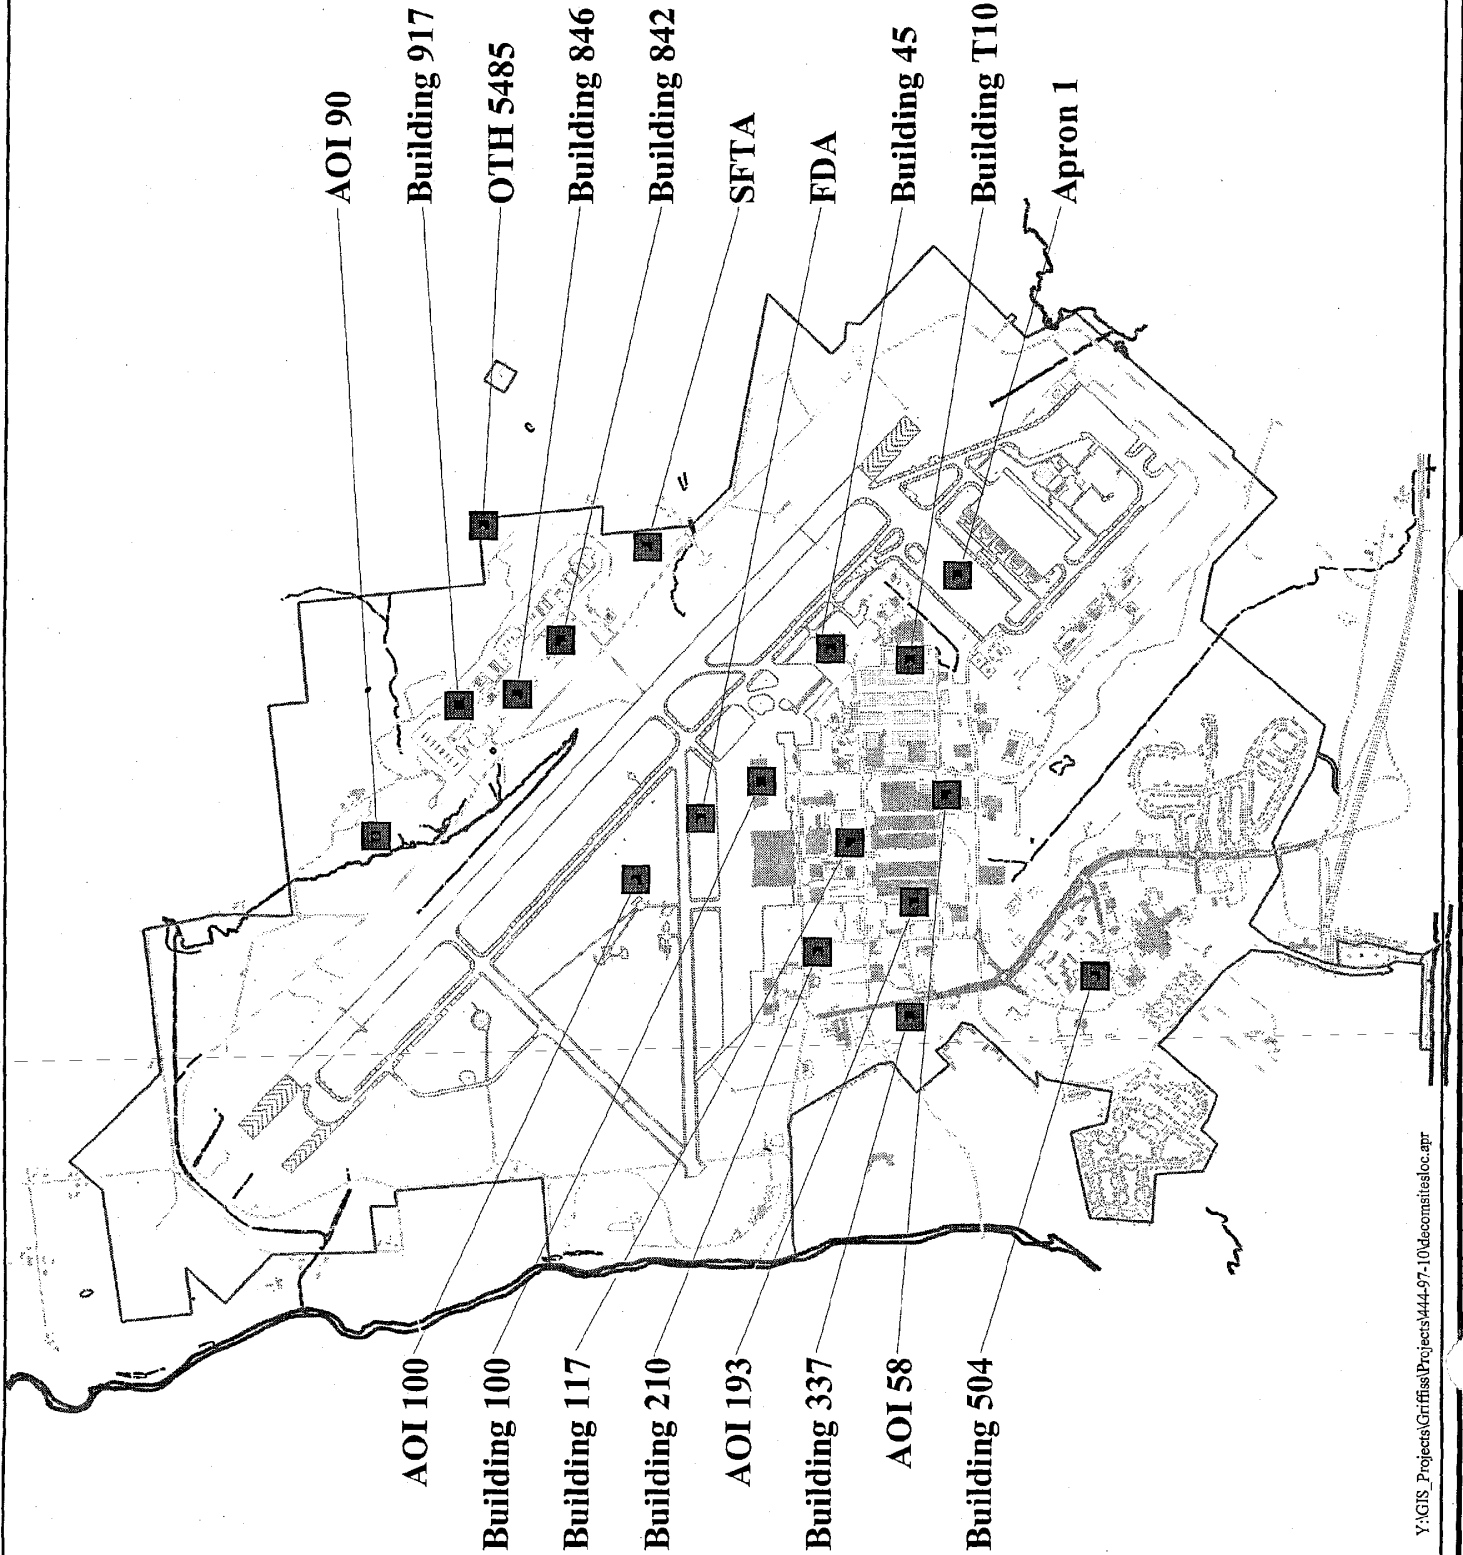 AOI 90
Building 917
OTH 5485
Building 846
Building 842
SFTA
FDA
Building 45
Building T10
Apron 1
AOI 100
Building 100
Building 117
Building 210
AOI 193
Building 337
AOI 58
Building 504
Y:\GIS_Projects\Griffiss\Projects\444-97-10\decomsitesloc.apr